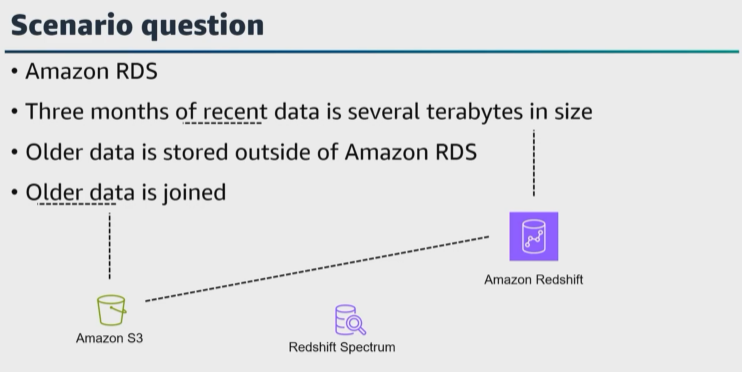 Scenario question
• Amazon RDS
• Three months of recent data is several terabytes in size
• Older data is stored outside of Amazon RDS
• Older data is joined
Amazon Redshift
Amazon S3
Redshift Spectrum